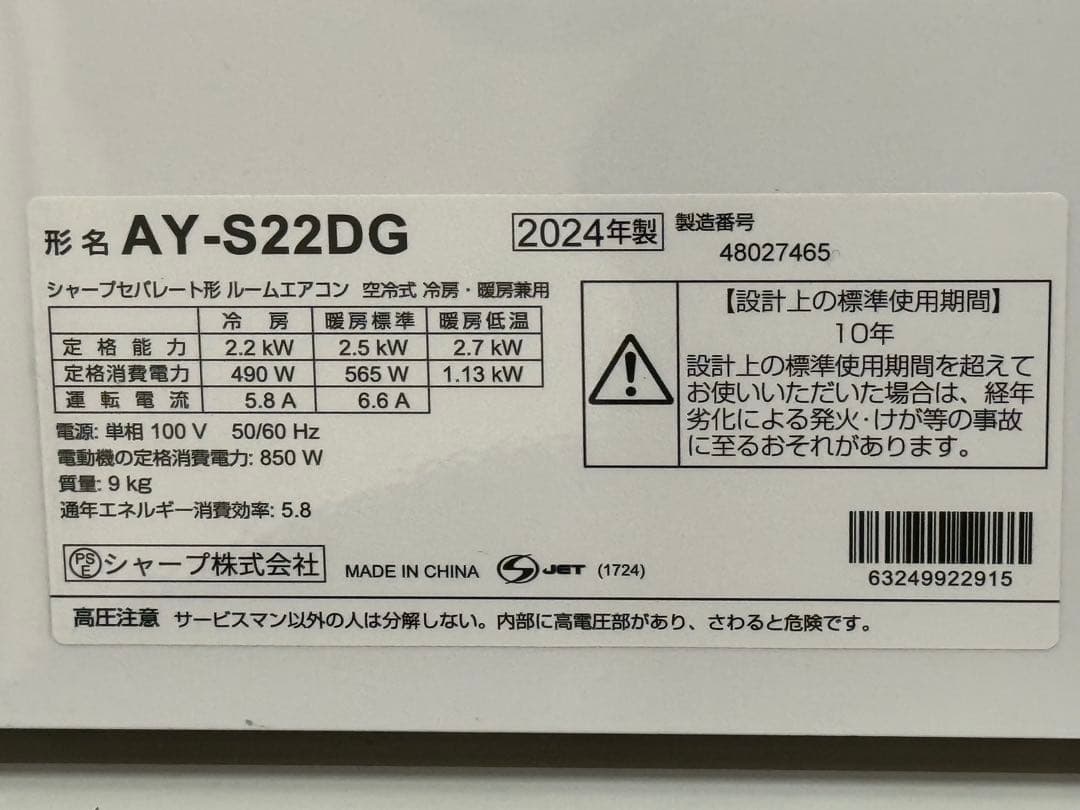 形名 AY-S22DG
2024年製
製造番号
48027465
シャープセパレート形 ルームエアコン 空冷式 冷房・暖房兼用
冷房 暖房標準 暖房低温
定格能力 2.2 kW 2.5 kW 2.7 kW
定格消費電力 490 W 565 W 1.13 kW
運転電流 5.8 A 6.6 A
電源: 単相 100 V 50/60 Hz
電動機の定格消費電力: 850 W
質量: 9 kg
通年エネルギー消費効率: 5.8
【設計上の標準使用期間】
10年
設計上の標準使用期間を超えて
お使いいただいた場合は、経年
劣化による発火・けが等の事故
に至るおそれがあります。
PS
E
シャープ株式会社
MADE IN CHINA
JET (1724)
63249922915
高圧注意 サービスマン以外の人は分解しない。内部に高電圧部があり、さわると危険です。